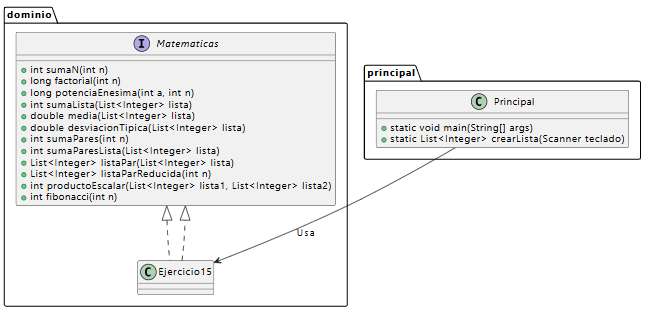 dominio
I Matematicas
int sumaN(int n)
long factorial(int n)
long potenciaEnesima(int a, int n)
int sumaLista(List<Integer> lista)
double media(List<Integer> lista)
double desviacionTipica(List<Integer> lista)
int sumaPares(int n)
int sumaParesLista(List<Integer> lista)
List<Integer> listaPar(List<Integer> lista)
List<Integer> listaParReducida(int n)
int productoEscalar(List<Integer> lista1, List<Integer> lista2)
int fibonacci(int n)
principal
C Principal
static void main(String[] args)
static List<Integer> crearLista(Scanner teclado)
Usa
C Ejercicio15